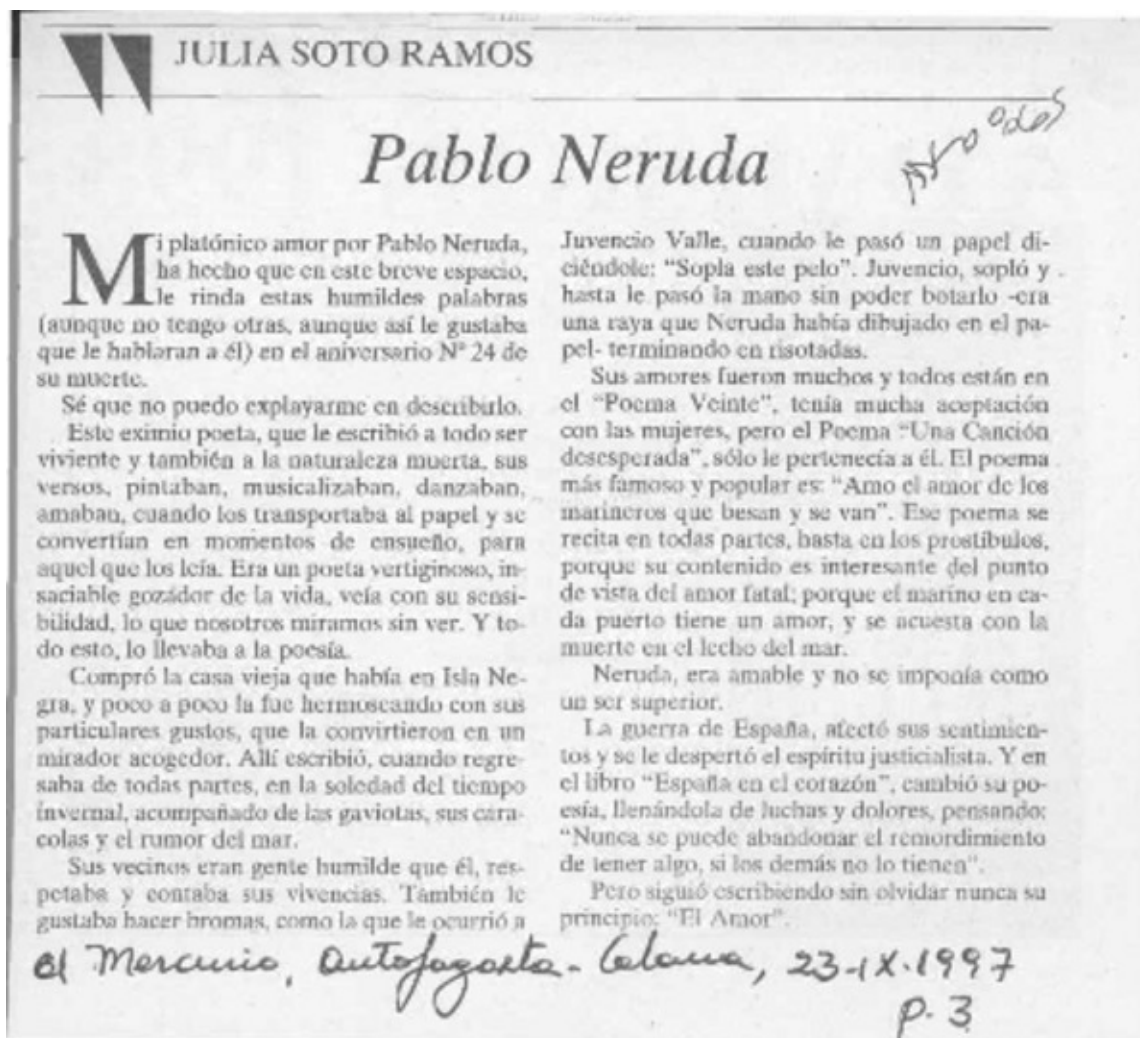 JULIA SOTO RAMOS
Pablo Neruda
Mi platónico amor por Pablo Neruda,
ha hecho que en este breve espacio,
le rinda estas humildes palabras
(aunque no tengo otras, aunque así le gustaba
que le hablaran a él) en el aniversario N° 24 de
su muerte.
Sé que no puedo explayarme en describirlo.
Este eximio poeta, que le escribió a todo ser
viviente y también a la naturaleza muerta, sus
versos, pintaban, musicalizaban, danzaban,
amaban, cuando los transportaba al papel y se
convertían en momentos de ensueño, para
aquel que los leía. Era un poeta vertiginoso, in-
saciable gozádor de la vida, veía con su sensi-
bilidad, lo que nosotros miramos sin ver. Y to-
do esto, lo llevaba a la poesía.
Compró la casa vieja que había en Isla Ne-
gra, y poco a poco la fue hermoseando con sus
particulares gustos, que la convirtieron en un
mirador acogedor. Allí escribió, cuando regre-
saba de todas partes, en la soledad del tiempo
invernal, acompañado de las gaviotas, sus cara-
colas y el rumor del mar.
Sus vecinos eran gente humilde que él, res-
petaba y contaba sus vivencias. También le
gustaba hacer bromas, como la que le ocurrió a
Juvencio Valle, cuando le pasó un papel di-
ciéndole: “Sopla este pelo”. Juvencio, sopló y
hasta le pasó la mano sin poder botarlo -era
una raya que Neruda había dibujado en el pa-
pel- terminando en risotadas.
Sus amores fueron muchos y todos están en
el “Poema Veinte”, tenía mucha aceptación
con las mujeres, pero el Poema “Una Canción
desesperada”, sólo le pertenecía a él. El poema
más famoso y popular es: “Amo el amor de los
marineros que besan y se van”. Ese poema se
recita en todas partes, hasta en los prostíbulos,
porque su contenido es interesante del punto
de vista del amor fatal; porque el marino en ca-
da puerto tiene un amor, y se acuesta con la
muerte en el lecho del mar.
Neruda, era amable y no se imponía como
un ser superior.
La guerra de España, afectó sus sentimien-
tos y se le despertó el espíritu justicialista. Y en
el libro “España en el corazón”, cambió su po-
esía, llenándola de luchas y dolores, pensando:
“Nunca se puede abandonar el remordimiento
de tener algo, si los demás no lo tienen”.
Pero siguió escribiendo sin olvidar nunca su
principio: “El Amor”.
el Mercurio, Antofagasta - Calama, 23-IX-1997
p. 3